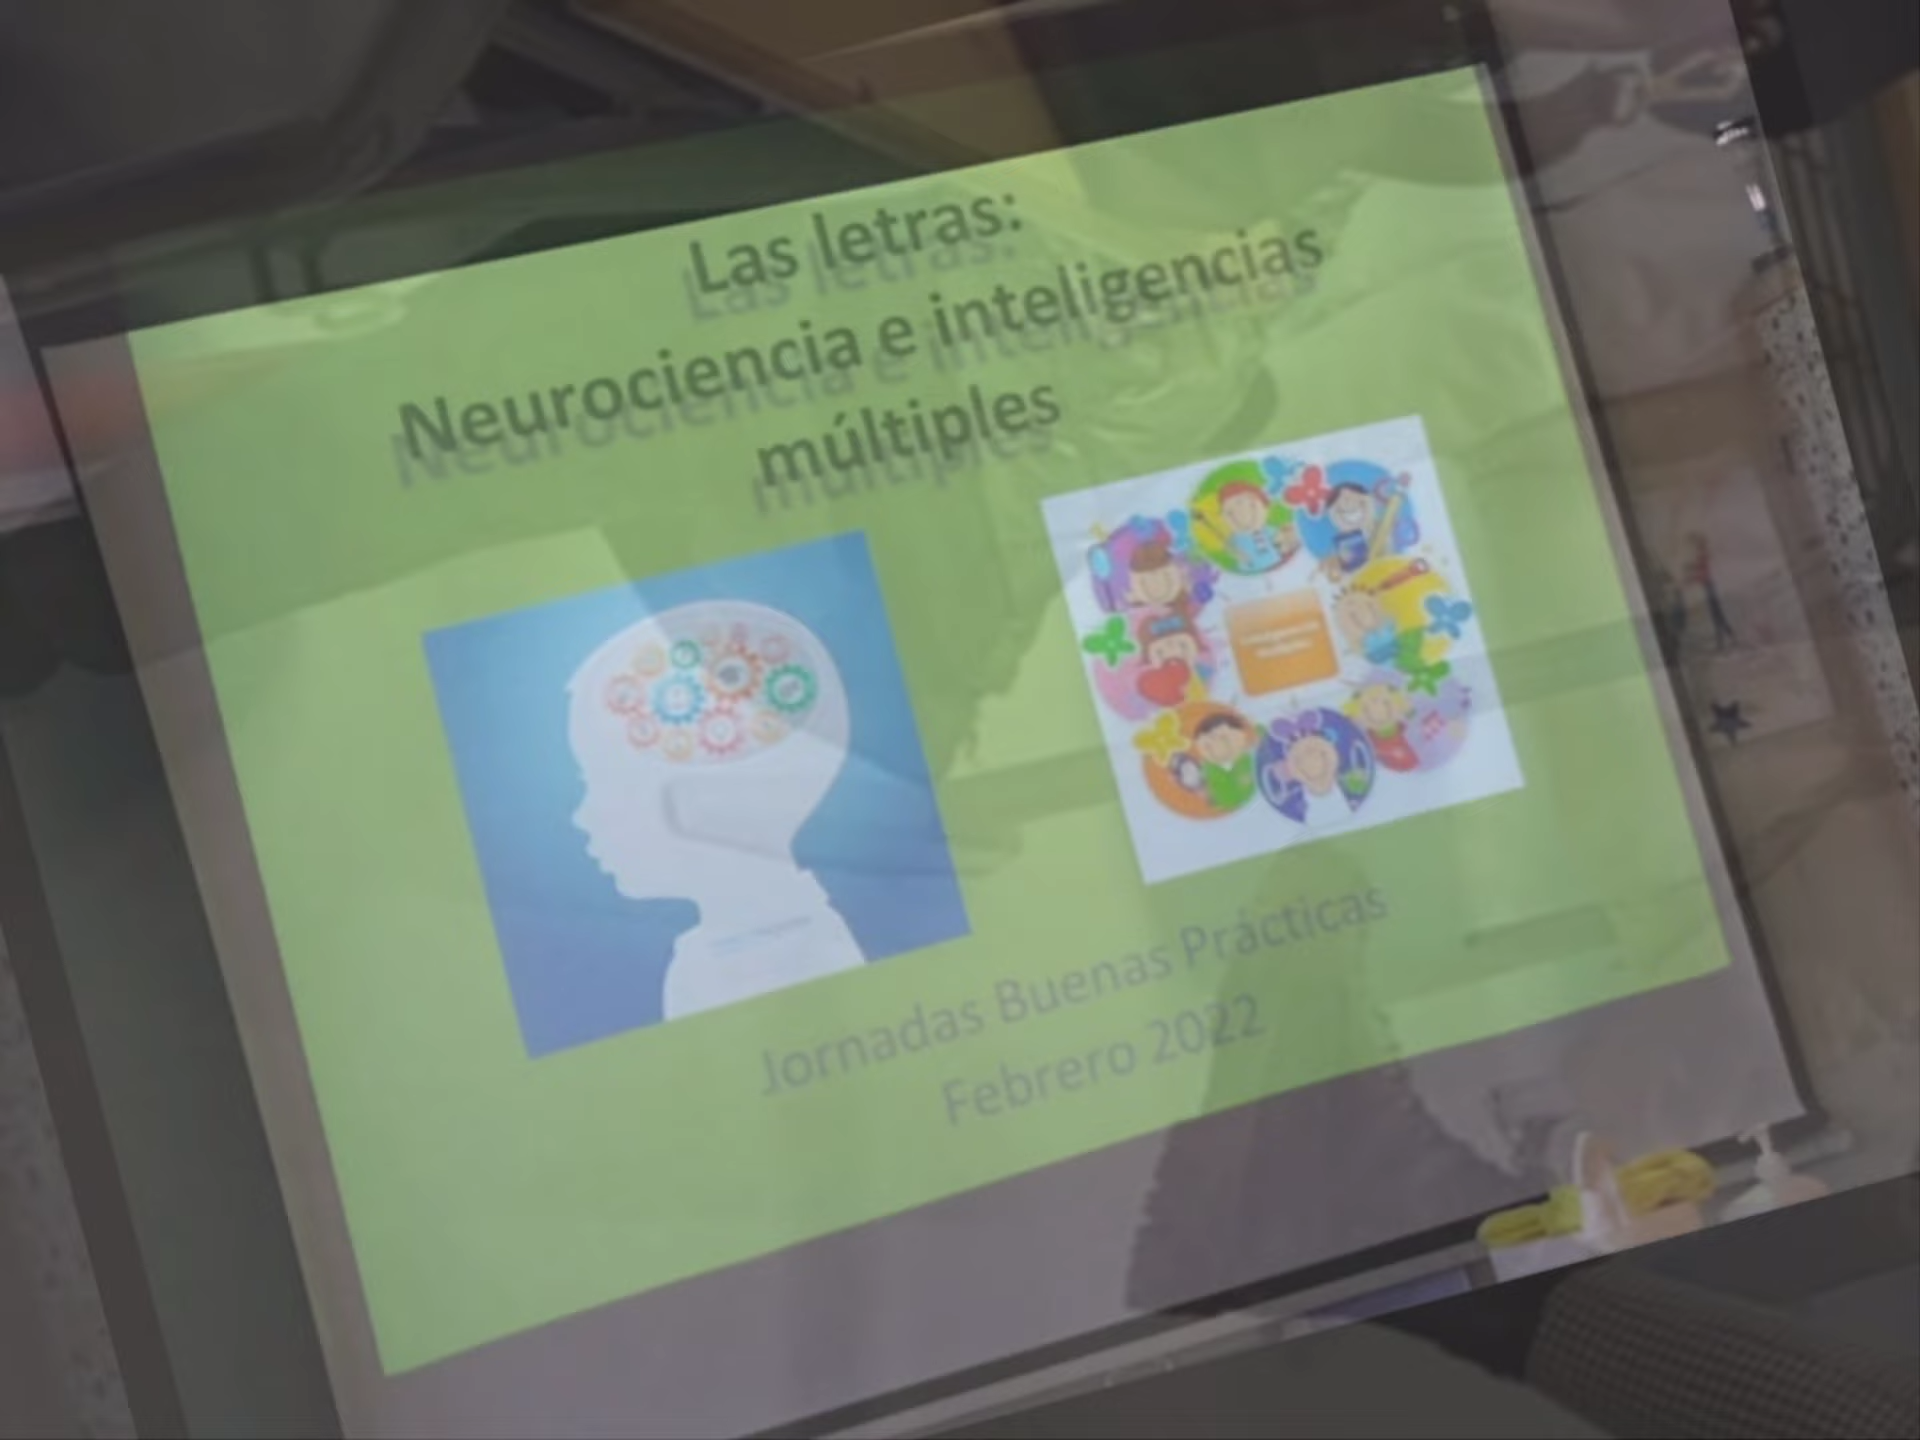 Las letras:
Neurociencia e inteligencias
múltiples
Jornadas Buenas Prácticas
Febrero 2022